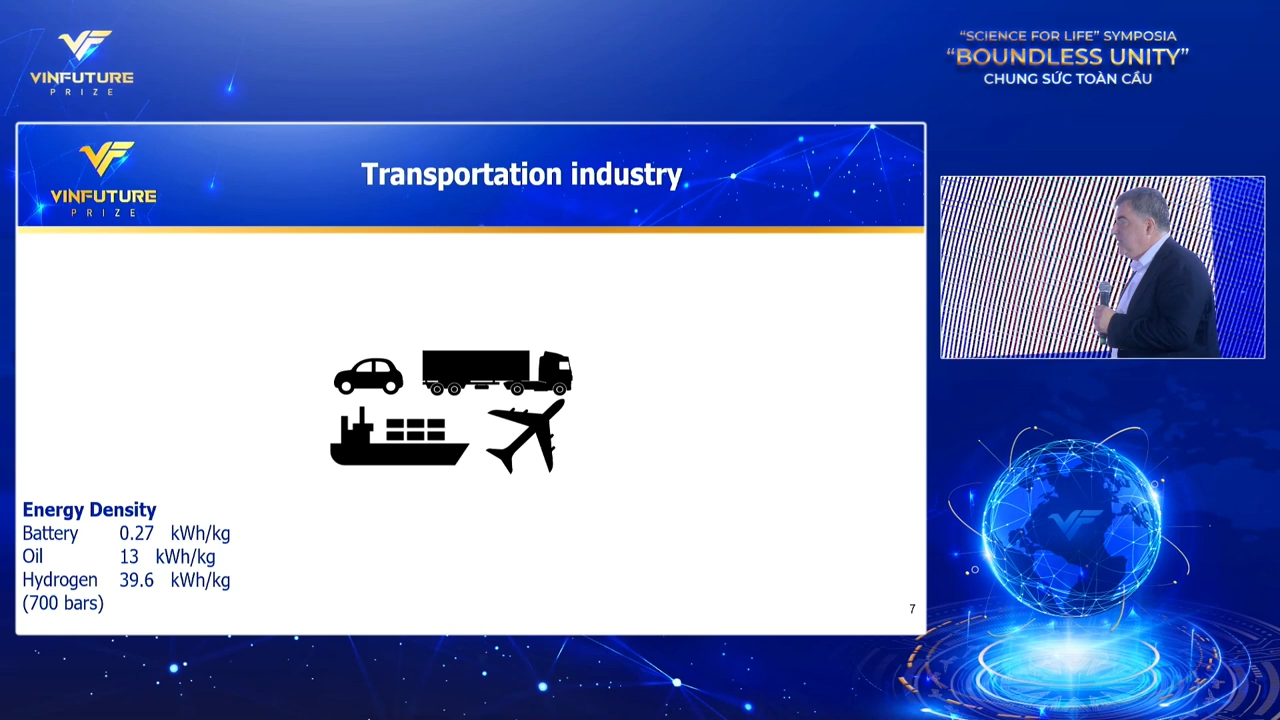 VINFUTURE
PRIZE
“SCIENCE FOR LIFE” SYMPOSIA
“BOUNDLESS UNITY”
CHUNG SỨC TOÀN CẦU
VINFUTURE
PRIZE
Transportation industry
Energy Density
Battery 0.27 kWh/kg
Oil 13 kWh/kg
Hydrogen 39.6 kWh/kg
(700 bars)
7